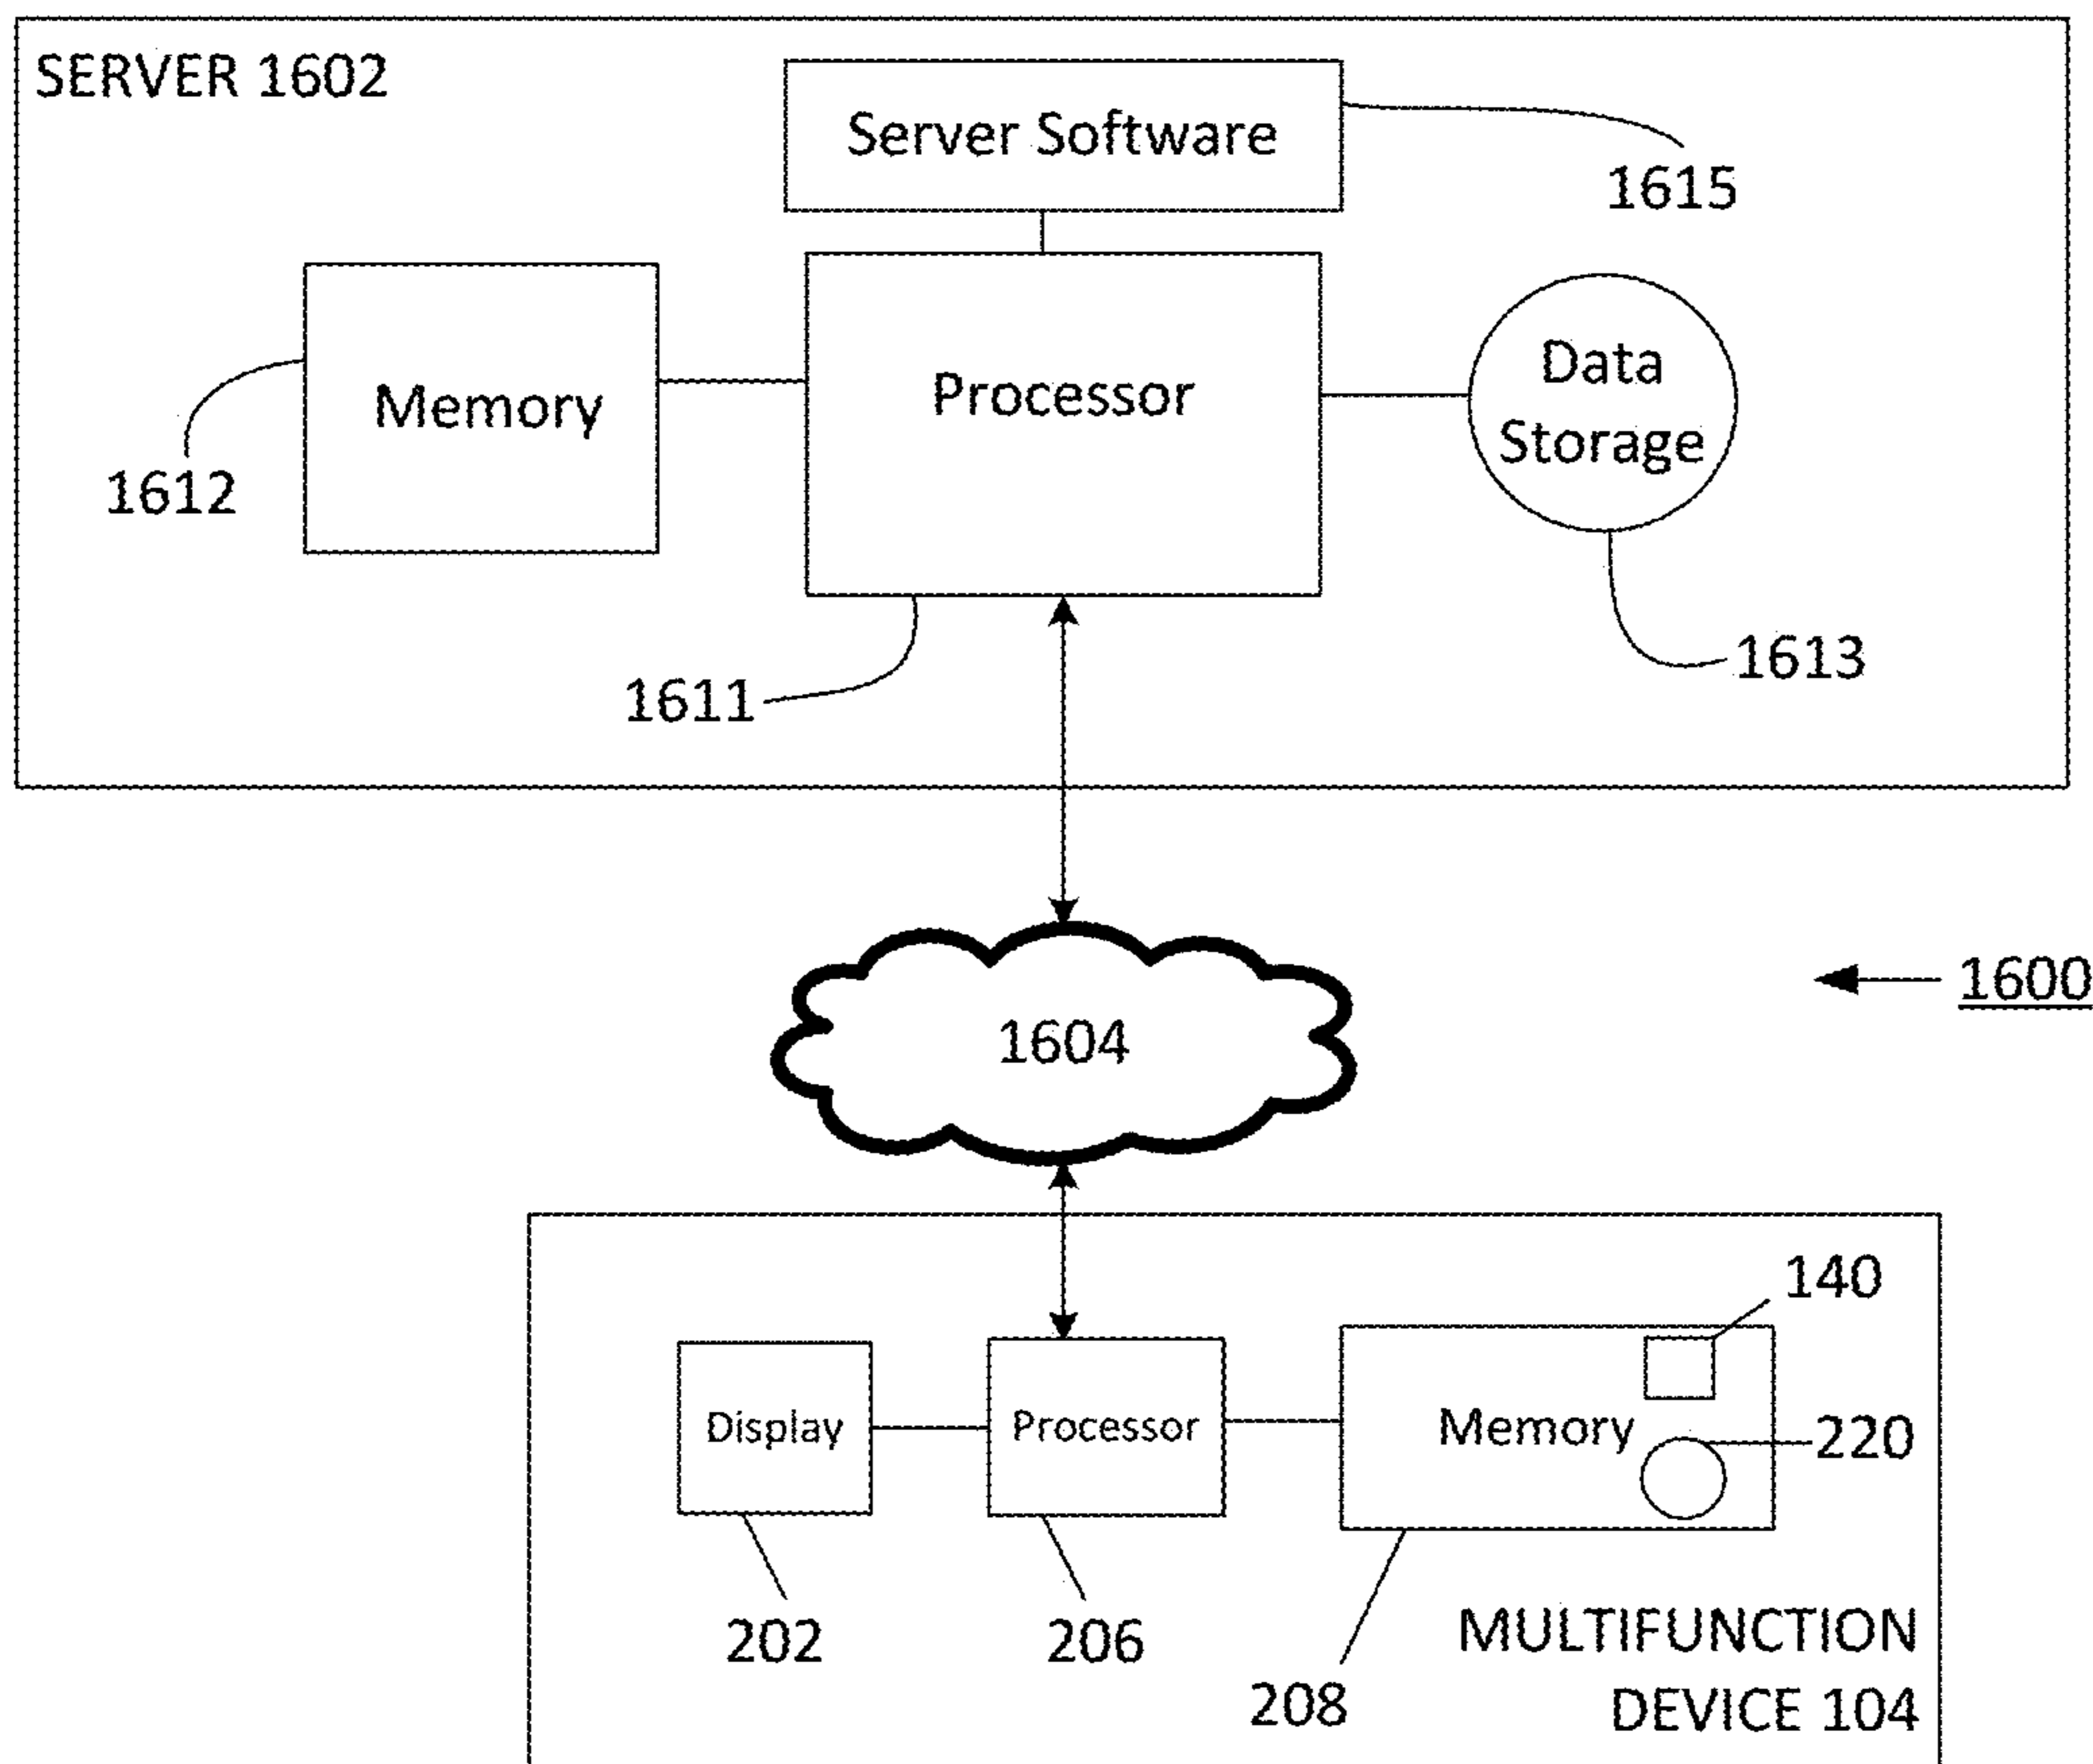 SERVER 1602
Server Software
1615
Memory
Processor
Data
Storage
1612
1611
1613
1604
1600
140
Display
Processor
Memory
220
202
206
208
MULTIFUNCTION
DEVICE 104